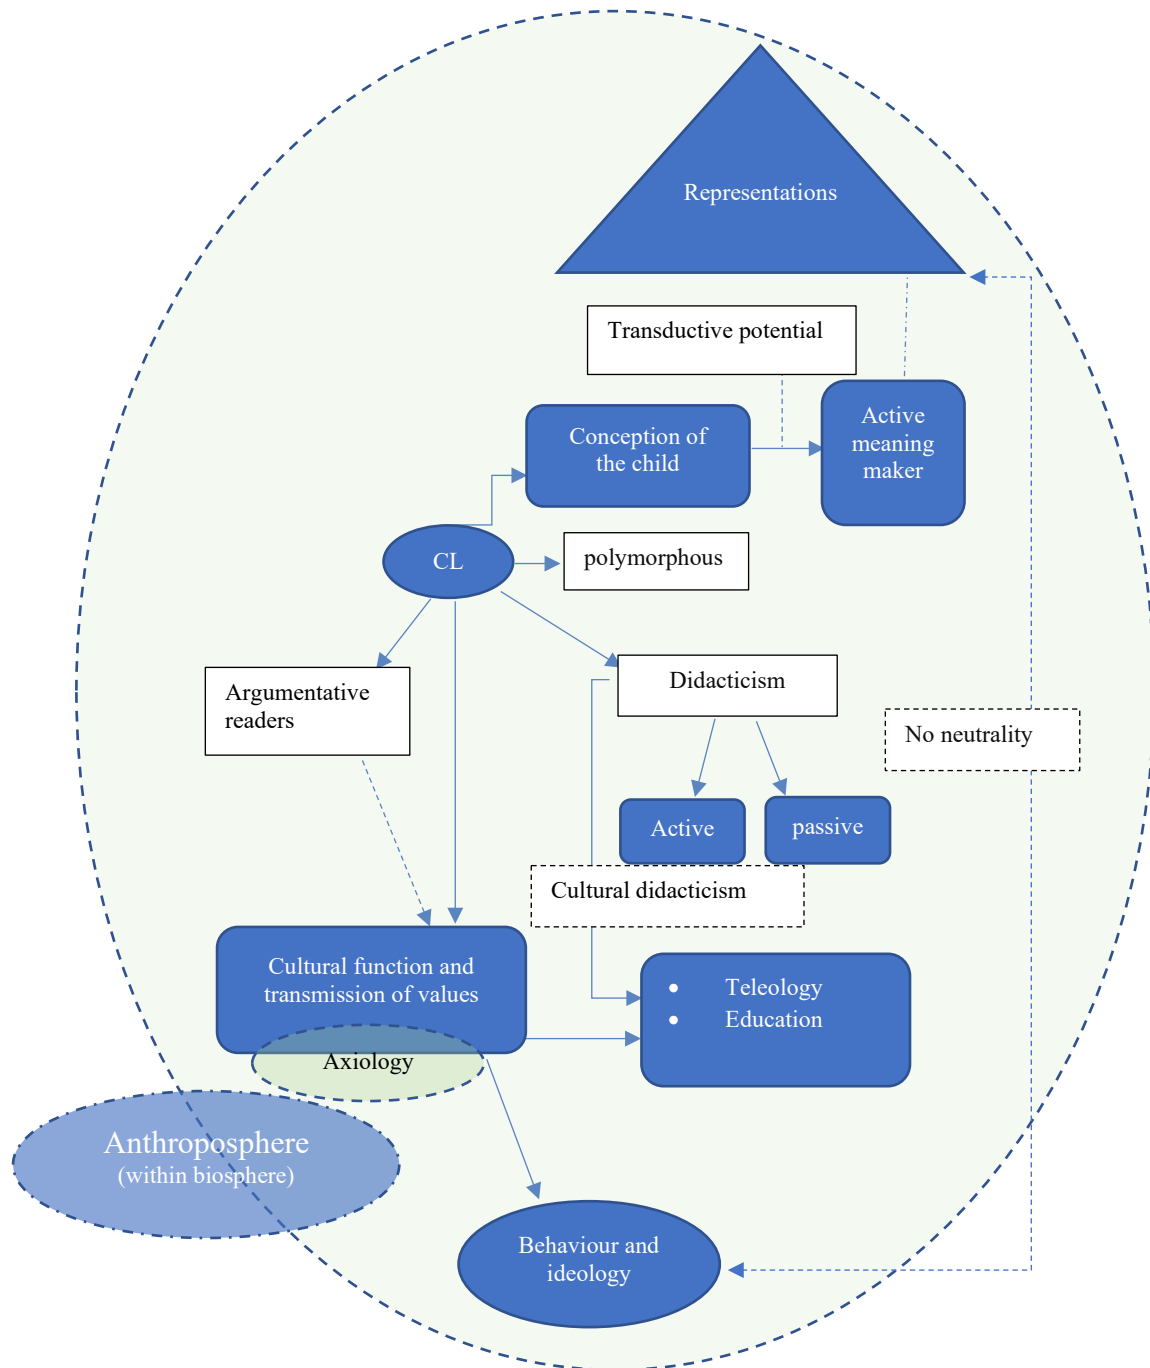 Representations
Transductive potential
Conception of
the child
Active
meaning
maker
CL
polymorphous
Argumentative
readers
Didacticism
No neutrality
Active
passive
Cultural didacticism
Cultural function and
transmission of values
• Teleology
• Education
Axiology
Anthroposphere
(within biosphere)
Behaviour and
ideology